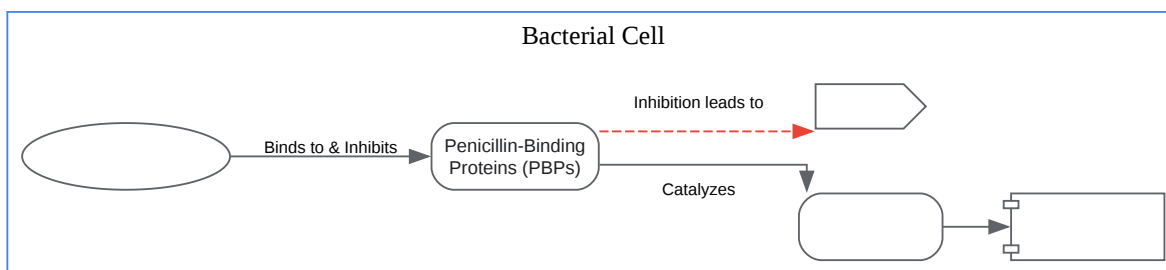 Bacterial Cell
Inhibition leads to
Binds to & Inhibits
Penicillin-Binding
Proteins (PBPs)
Catalyzes